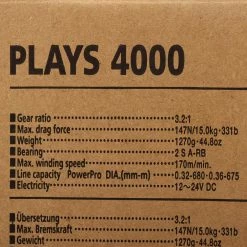 PLAYS 4000
■Gear ratio 3.2:1
■Max. drag force 147N/15.0kg·331b
■Weight 1270g·44.8oz
■Bearing 2 S A-RB
■Max. winding speed 170m/min.
■Line capacity PowerPro DIA.(mm-m) 0.32-680、0.36-675
■Electricity 12〜24V DC
■Übersetzung 3.2:1
■Max. Bremskraft 147N/15.0kg·331b
■Gewicht 1270g·44.8oz